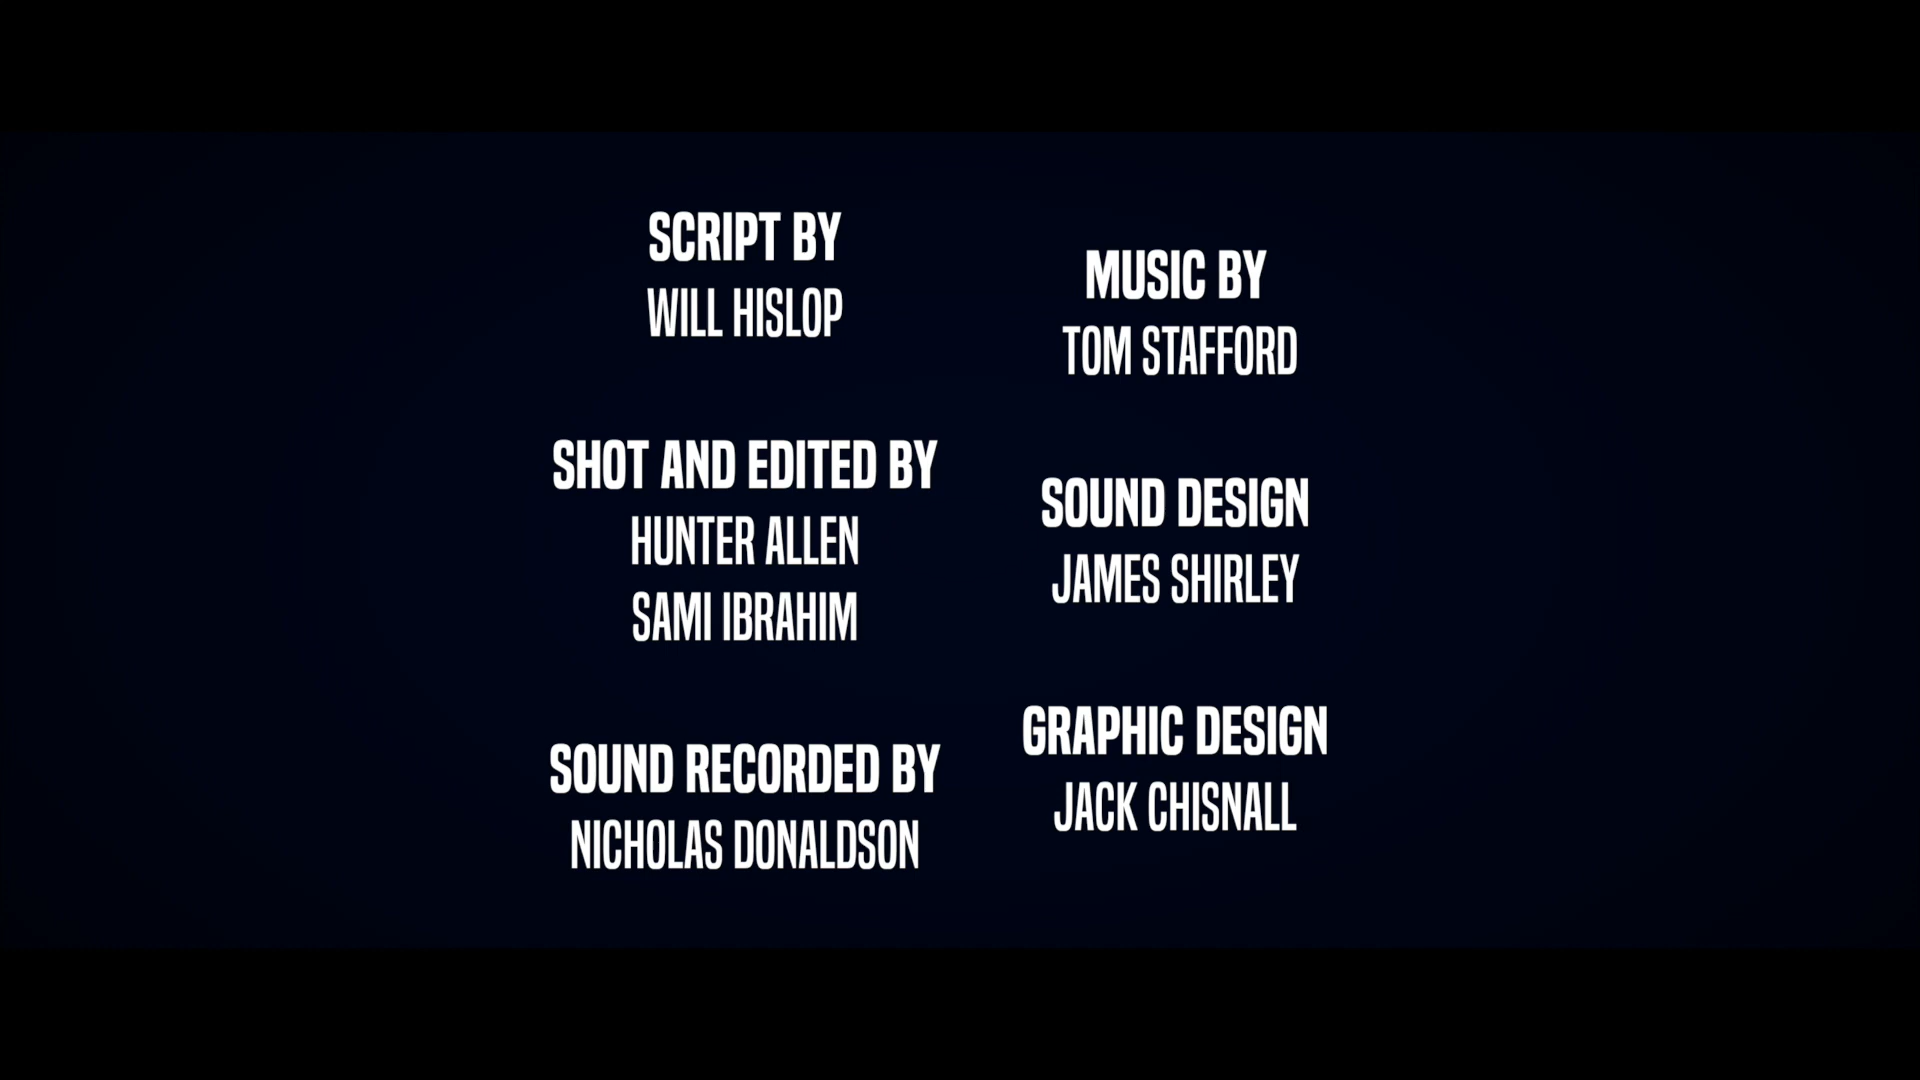 SCRIPT BY
WILL HISLOP
SHOT AND EDITED BY
HUNTER ALLEN
SAMI IBRAHIM
SOUND RECORDED BY
NICHOLAS DONALDSON
MUSIC BY
TOM STAFFORD
SOUND DESIGN
JAMES SHIRLEY
GRAPHIC DESIGN
JACK CHISNALL